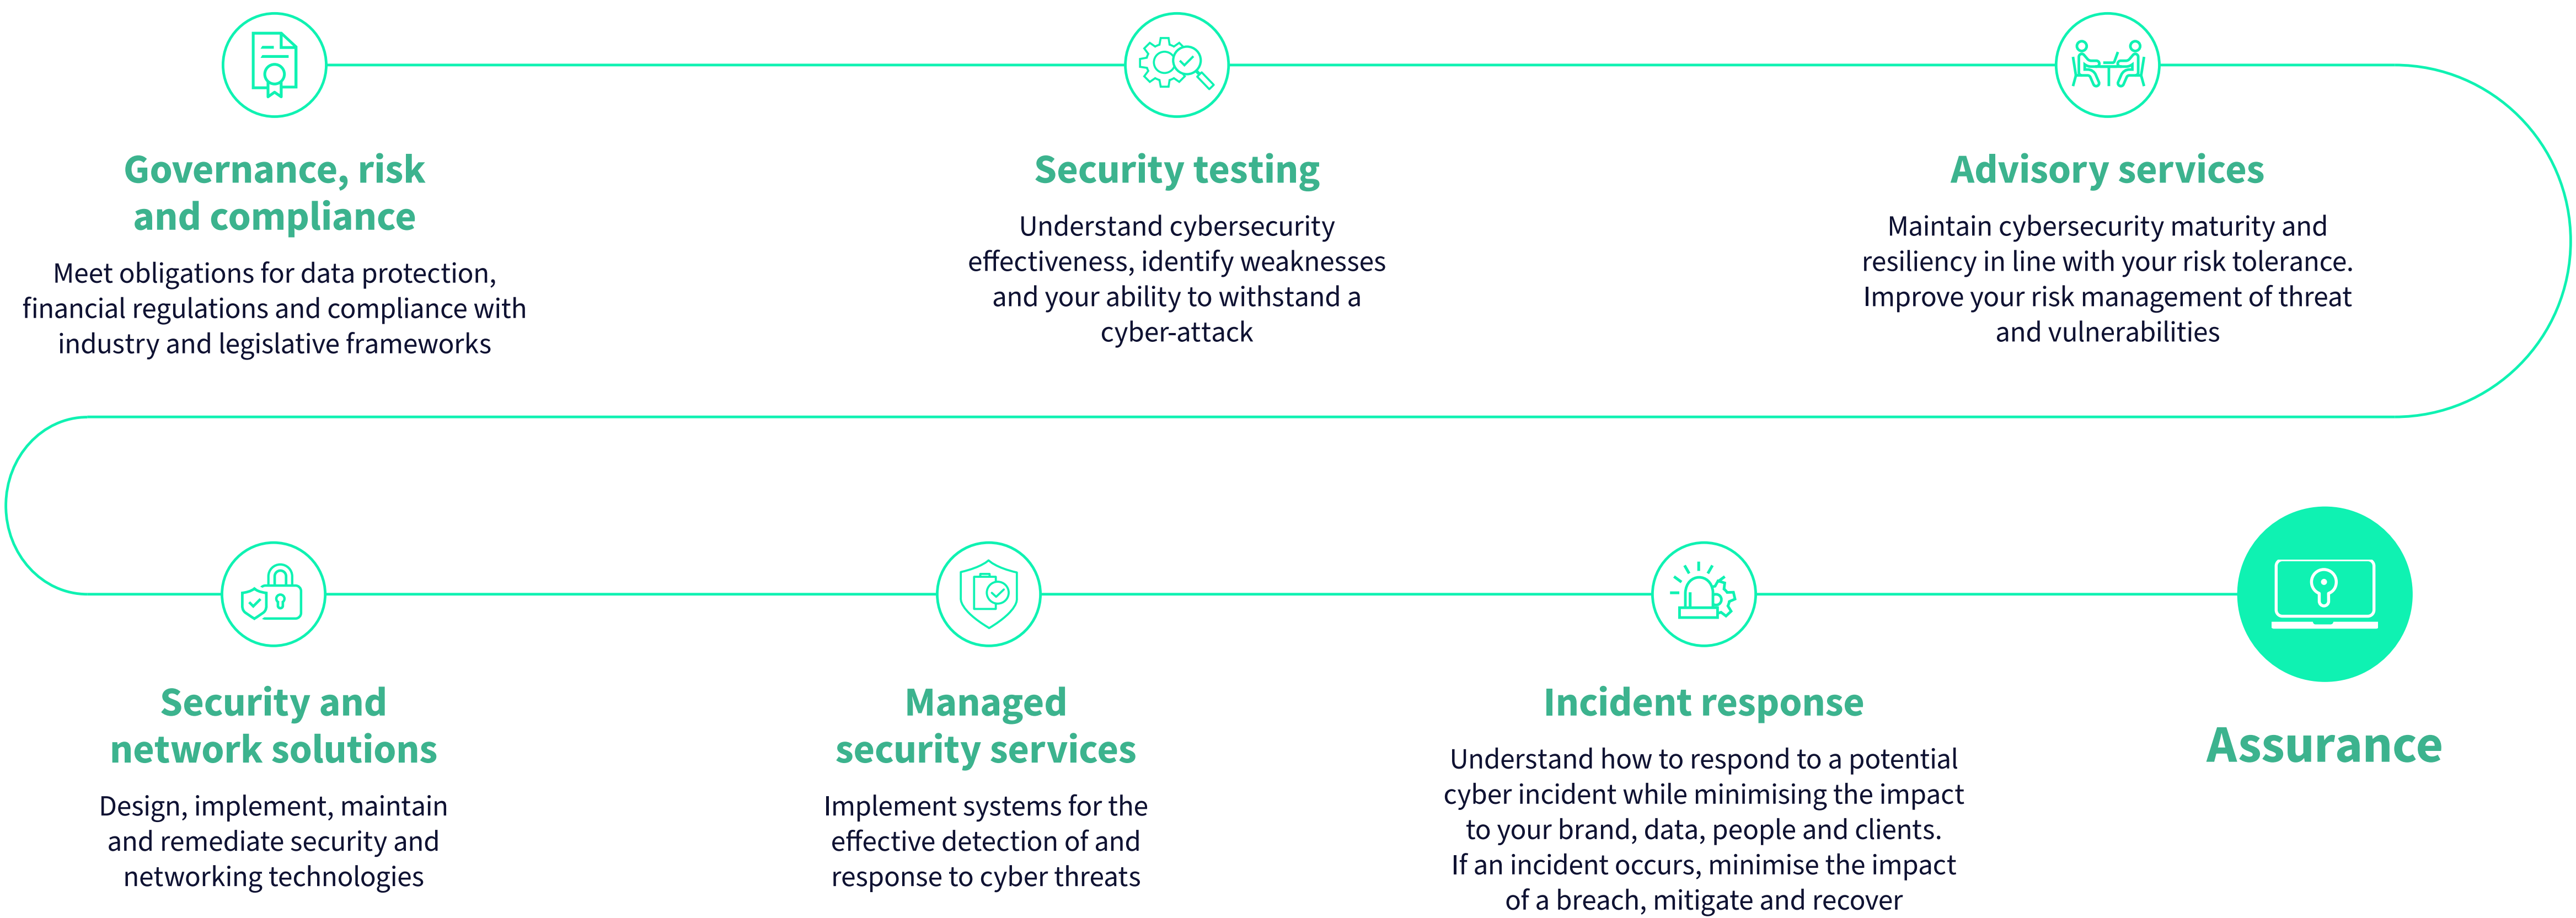 Governance, risk
and compliance
Meet obligations for data protection,
financial regulations and compliance with
industry and legislative frameworks
Security testing
Understand cybersecurity
effectiveness, identify weaknesses
and your ability to withstand a
cyber-attack
Advisory services
Maintain cybersecurity maturity and
resiliency in line with your risk tolerance.
Improve your risk management of threat
and vulnerabilities
Security and
network solutions
Design, implement, maintain
and remediate security and
networking technologies
Managed
security services
Implement systems for the
effective detection of and
response to cyber threats
Incident response
Understand how to respond to a potential
cyber incident while minimising the impact
to your brand, data, people and clients.
If an incident occurs, minimise the impact
of a breach, mitigate and recover
Assurance